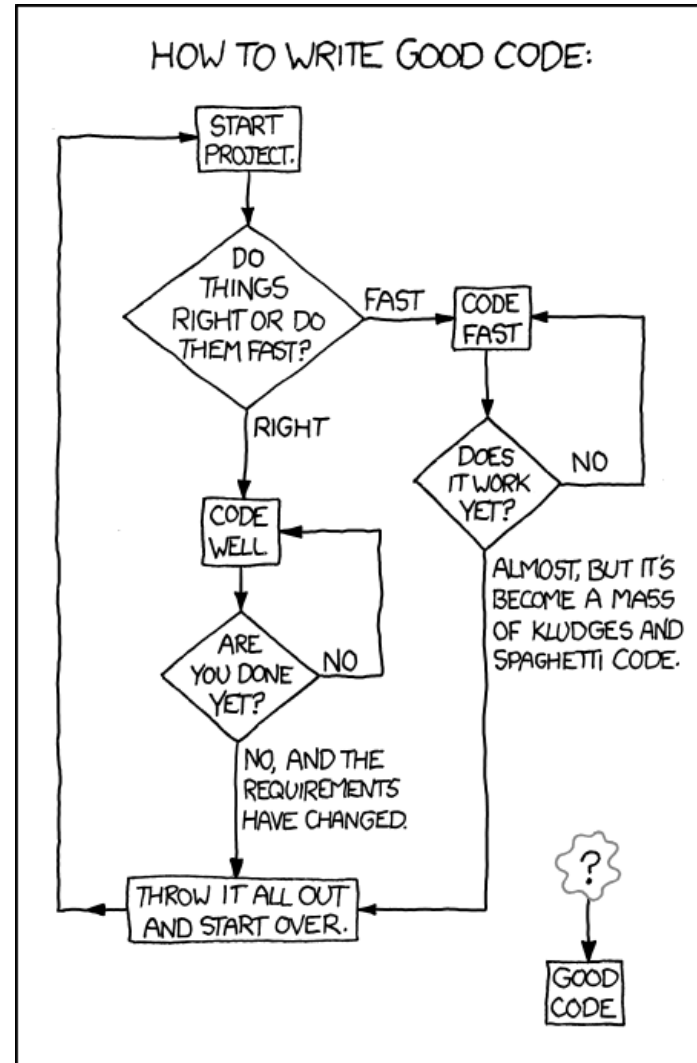 HOW TO WRITE GOOD CODE:
START
PROJECT.
DO
THINGS
RIGHT OR DO
THEM FAST?
FAST
CODE
FAST
RIGHT
DOES
IT WORK
YET?
NO
CODE
WELL
ALMOST, BUT IT'S
BECOME A MASS
OF KLUDGES AND
SPAGHETTI CODE.
ARE
YOU DONE
YET?
NO
NO, AND THE
REQUIREMENTS
HAVE CHANGED.
THROW IT ALL OUT
AND START OVER.
?
GOOD
CODE